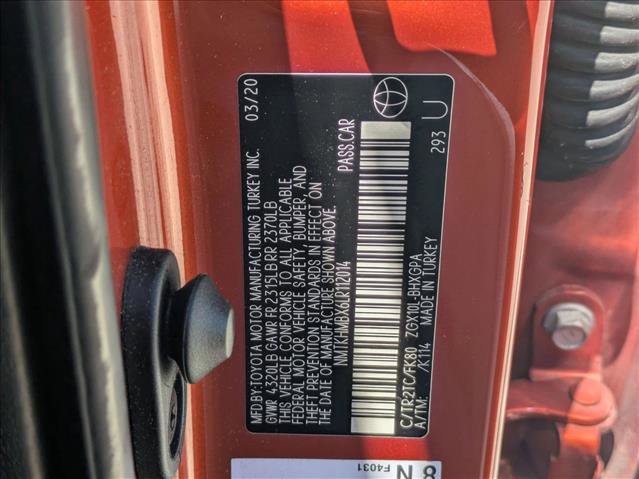 MFD.BY:TOYOTA MOTOR MANUFACTURING TURKEY INC. 03/20
GVWR 4320LB GAWR FR 2315LB RR 2370LB
THIS VEHICLE CONFORMS TO ALL APPLICABLE
FEDERAL MOTOR VEHICLE SAFETY, BUMPER, AND
THEFT PREVENTION STANDARDS IN EFFECT ON
THE DATE OF MANUFACTURE SHOWN ABOVE.
NMTKHMBX6LR112014 PASS.CAR
C/TR:2TC/FK80 ZGX10L-BHXGPA 293 U
A/TM: /K114 MADE IN TURKEY
8 N
F4031